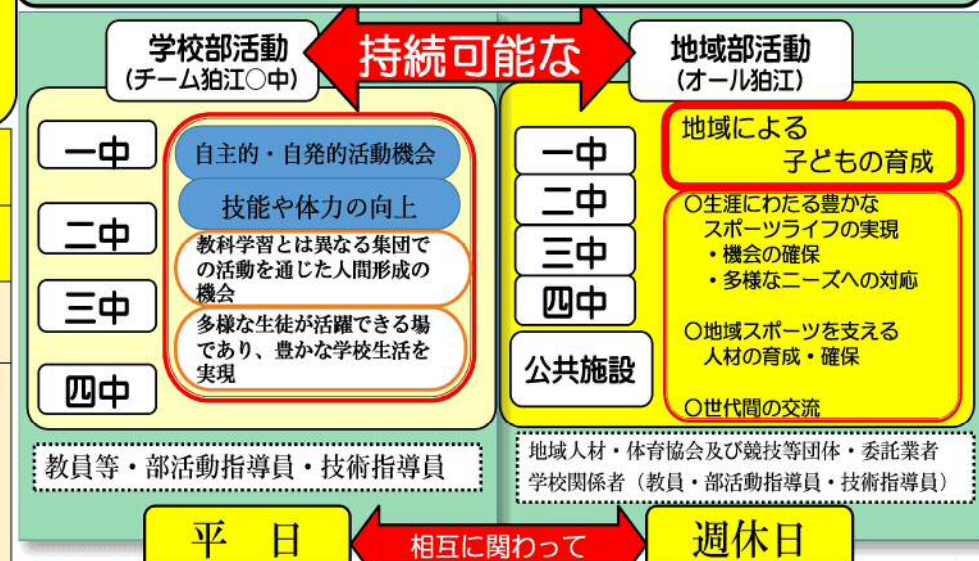 持続可能な
学校部活動
(チーム狛江○中)
一中
二中
三中
四中
自主的・自発的活動機会
技能や体力の向上
教科学習とは異なる集団で
の活動を通じた人間形成の
機会
多様な生徒が活躍できる場
であり、豊かな学校生活を
実現
教員等・部活動指導員・技術指導員
平 日
地域部活動
(オール狛江)
一中
二中
三中
四中
公共施設
地域による
子どもの育成
○生涯にわたる豊かな
スポーツライフの実現
・機会の確保
・多様なニーズへの対応
○地域スポーツを支える
人材の育成・確保
○世代間の交流
地域人材・体育協会及び競技等団体・委託業者
学校関係者(教員・部活動指導員・技術指導員)
相互に関わって
週休日